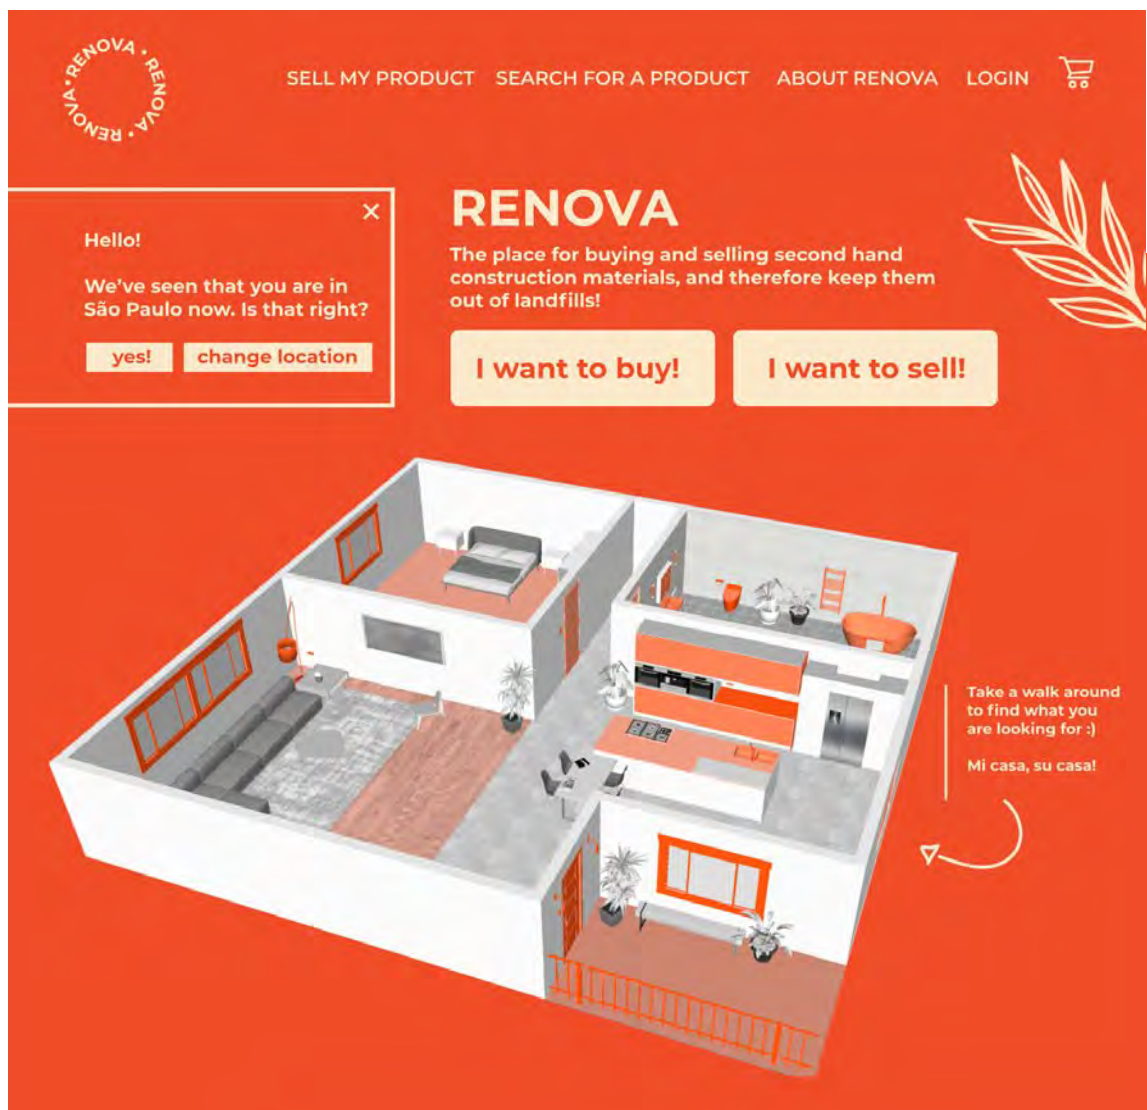 RENOVA • RENOVA • RENOVA •
SELL MY PRODUCT SEARCH FOR A PRODUCT ABOUT RENOVA LOGIN
Hello!
We've seen that you are in
São Paulo now. Is that right?
yes! change location
RENOVA
The place for buying and selling second hand
construction materials, and therefore keep them
out of landfills!
I want to buy! I want to sell!
Take a walk around
to find what you
are looking for :)
Mi casa, su casa!